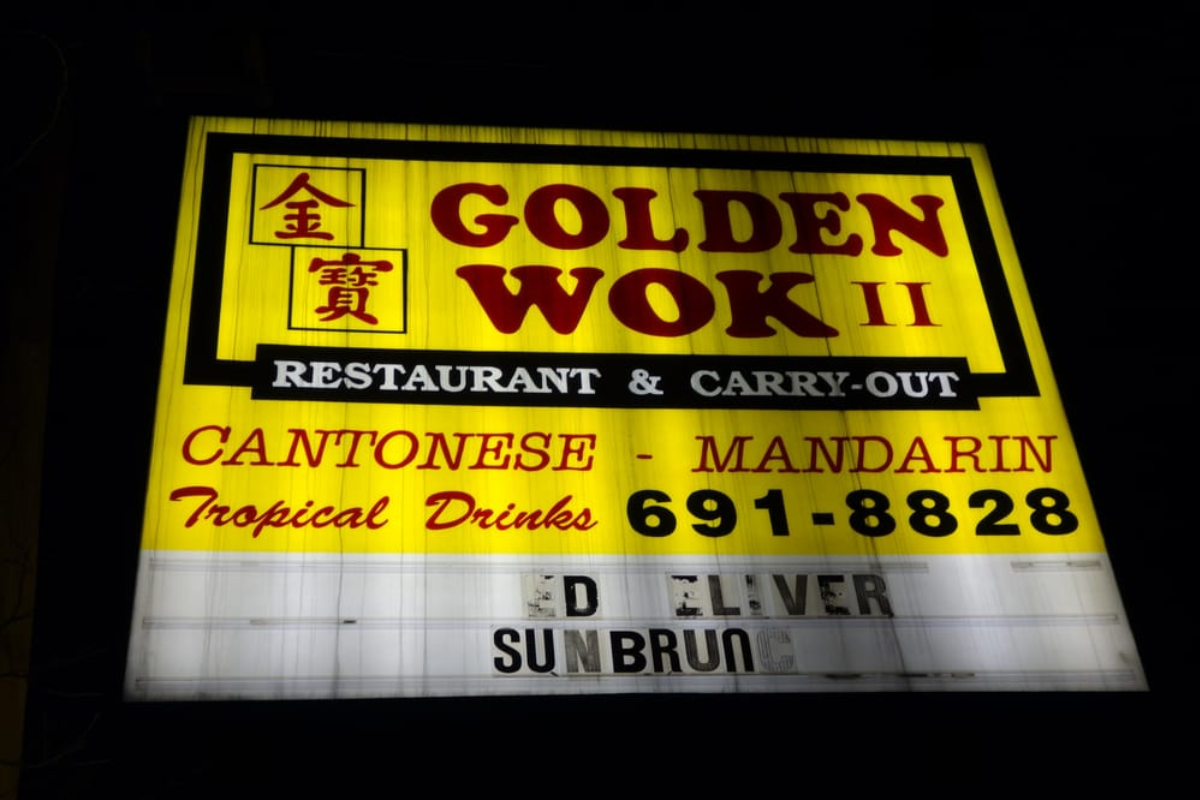 金寶
GOLDEN
WOK II
RESTAURANT & CARRY-OUT
CANTONESE - MANDARIN
Tropical Drinks 691-8828
ED ELIVER
SUNBRUNC